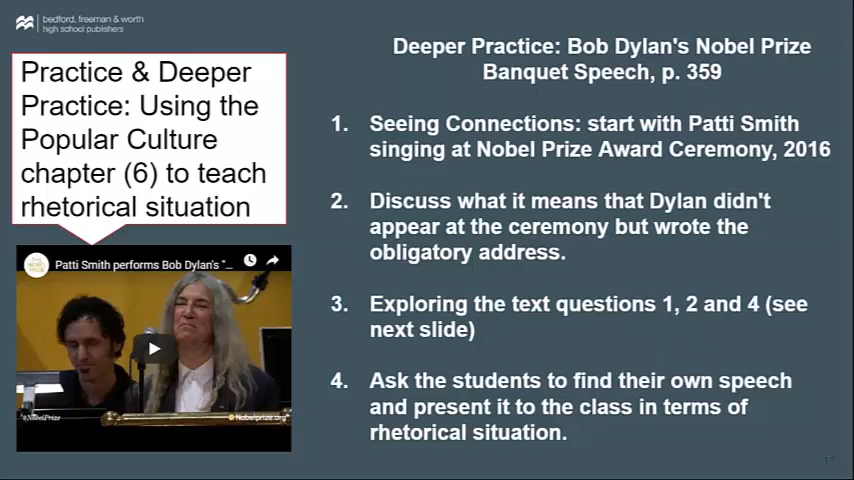 bedford, freeman & worth
high school publishers
Practice & Deeper
Practice: Using the
Popular Culture
chapter (6) to teach
rhetorical situation
Patti Smith performs Bob Dylan's "...
#NobelPrize
Nobelprize.org
Deeper Practice: Bob Dylan's Nobel Prize
Banquet Speech, p. 359
1. Seeing Connections: start with Patti Smith
singing at Nobel Prize Award Ceremony, 2016
2. Discuss what it means that Dylan didn't
appear at the ceremony but wrote the
obligatory address.
3. Exploring the text questions 1, 2 and 4 (see
next slide)
4. Ask the students to find their own speech
and present it to the class in terms of
rhetorical situation.